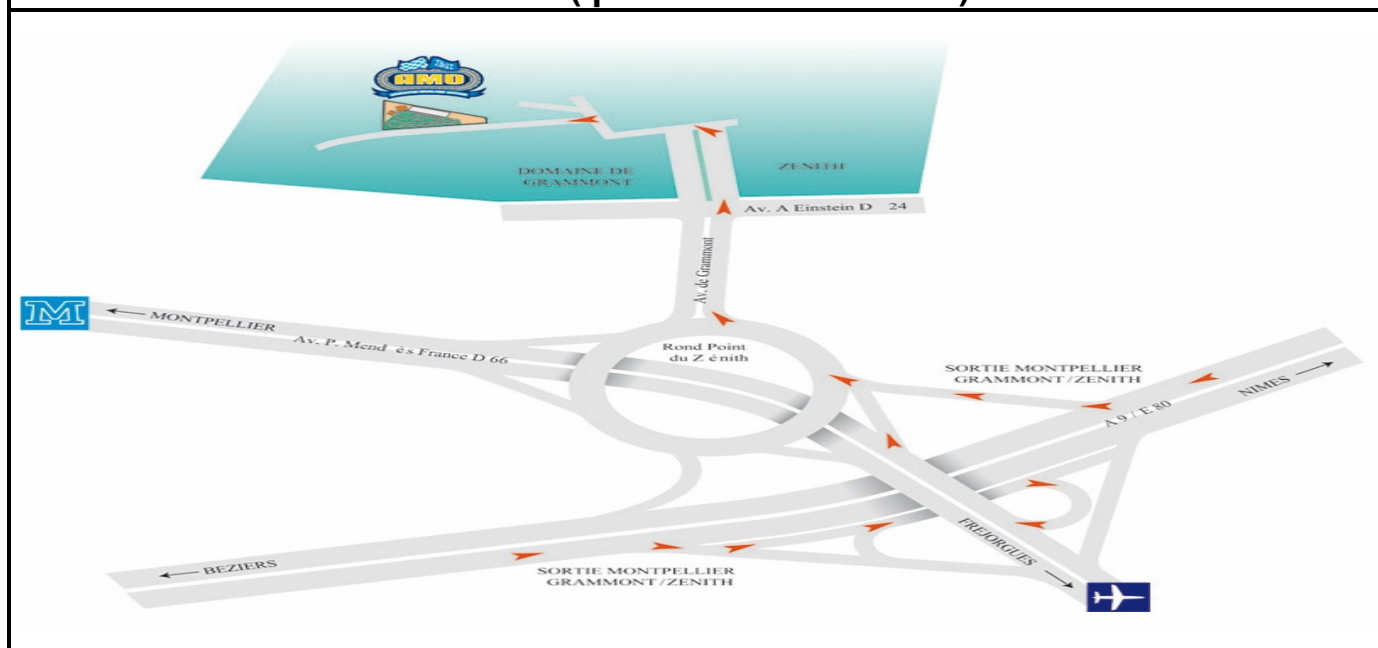 AMO
DOMAINE DE
GRAMMONT
ZENITH
Av. A Einstein D 24
Av. de Grammont
M
MONTPELLIER
Av. P. Mend ès France D 66
Rond Point
du Z énith
SORTIE MONTPELLIER
GRAMMONT/ZENITH
A 9 / E 80
NIMES
FREJORGUES
BEZIERS
SORTIE MONTPELLIER
GRAMMONT/ZENITH